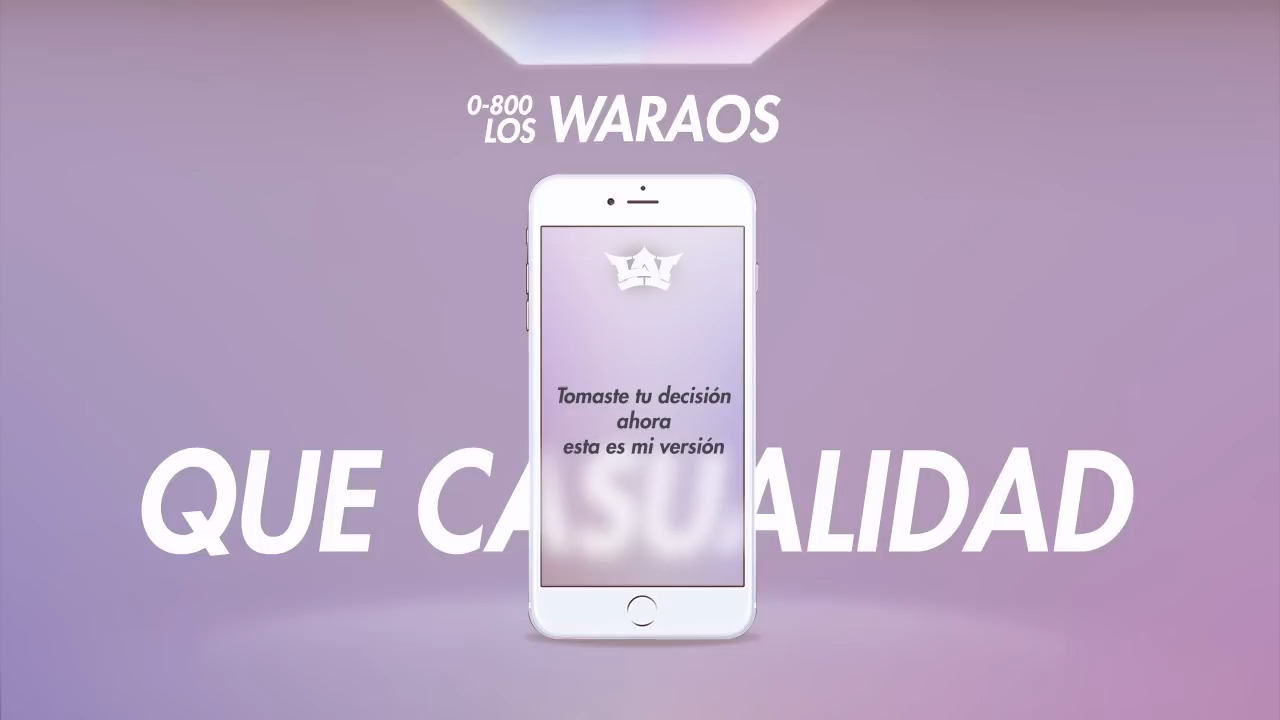 0-800
LOS WARAOS
Tomaste tu decisión
ahora
esta es mi versión
QUE CASUALIDAD